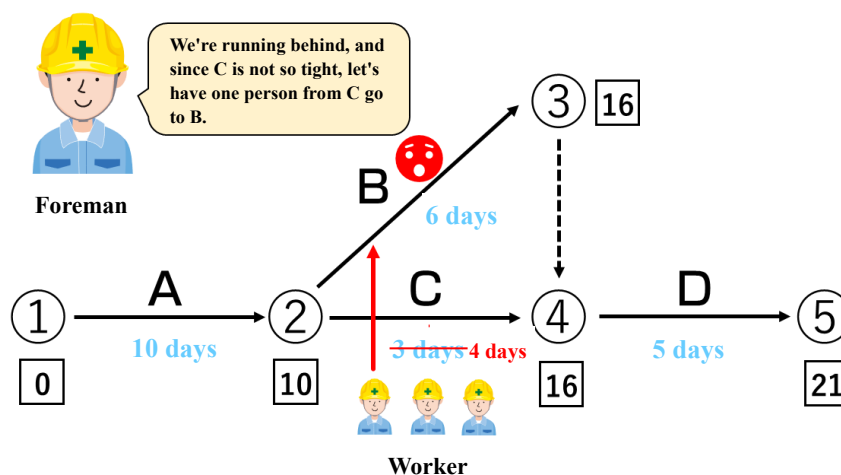 We're running behind, and
since C is not so tight, let's
have one person from C go
to B.
Foreman
③ 16
B
6 days
A
C
D
① ② ④ ⑤
10 days
3 days 4 days
5 days
0
10
16
21
Worker